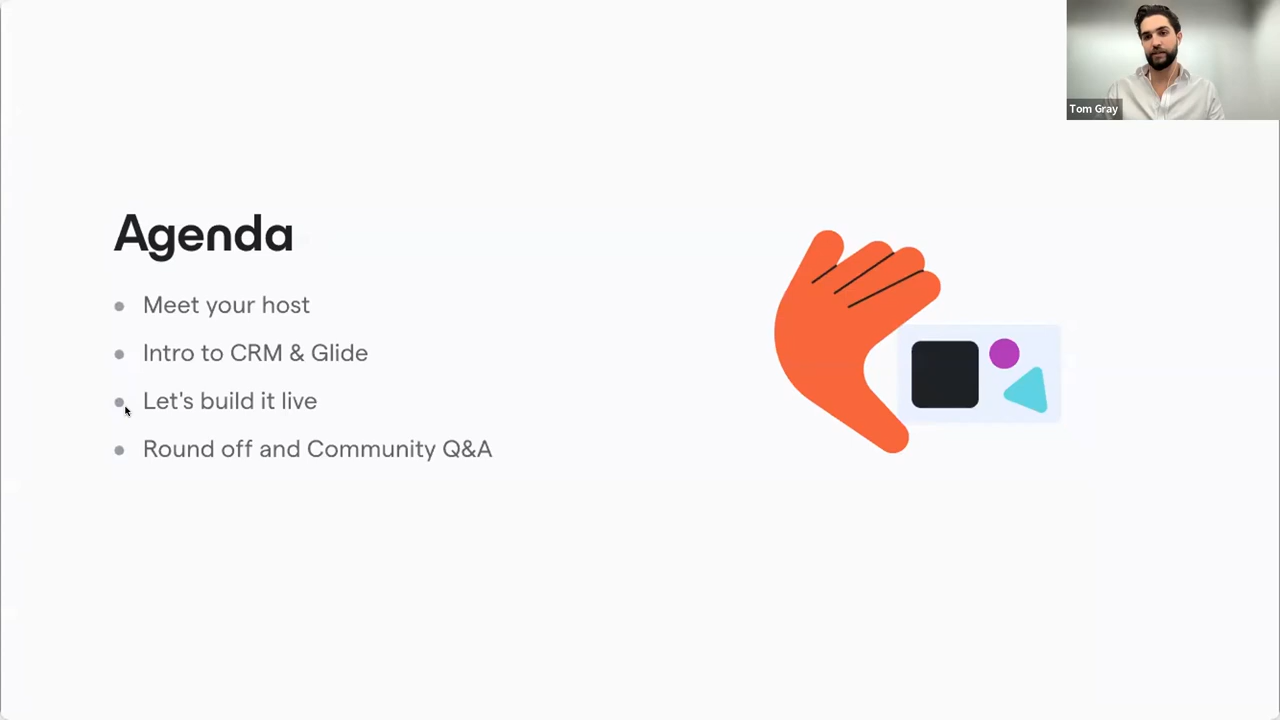 Tom Gray
Agenda
Meet your host
Intro to CRM & Glide
Let's build it live
Round off and Community Q&A